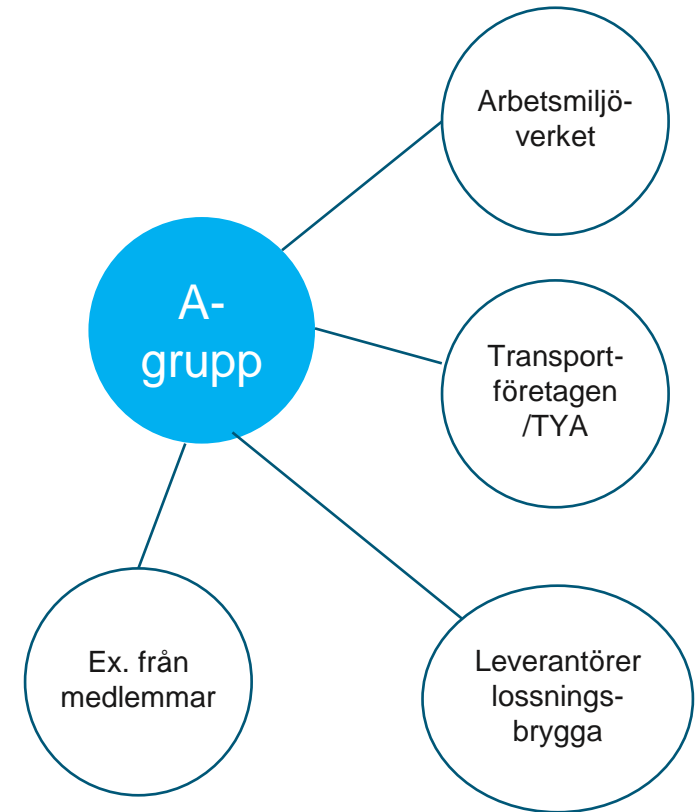 Arbetsmiljö-
verket
A-
grupp
Transport-
företagen
/TYA
Ex. från
medlemmar
Leverantörer
lossnings-
brygga